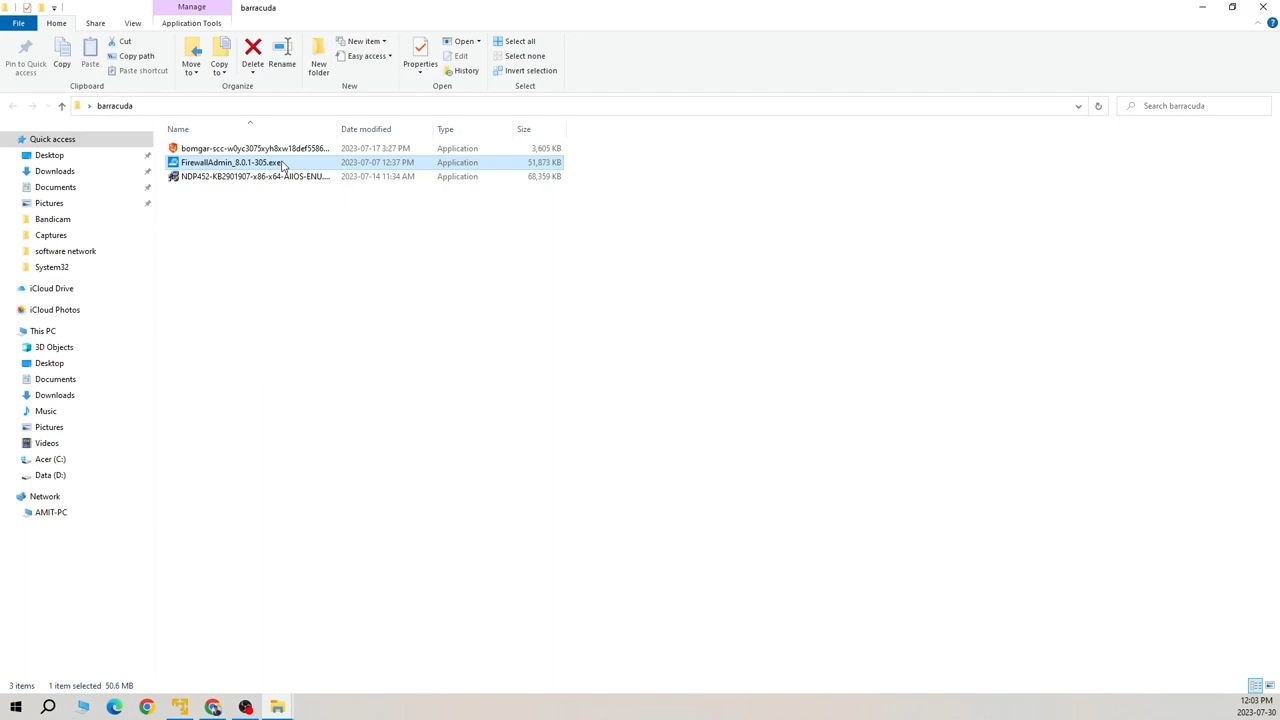 Manage
barracuda
File
Home
Share
View
Application Tools
Pin to Quick access
Copy
Paste
Cut
Copy path
Paste shortcut
Clipboard
Move to
Copy to
Delete
Rename
Organize
New folder
New item
Easy access
New
Properties
Open
Edit
History
Open
Select all
Select none
Invert selection
Select
barracuda
Search barracuda
Name
Date modified
Type
Size
bomgar-scc-w0yc3075xyh8xw18def5586... 2023-07-17 3:27 PM Application 3,605 KB
FirewallAdmin_8.0.1-305.exe 2023-07-07 12:37 PM Application 51,873 KB
NDP452-KB2901907-x86-x64-AllOS-ENU.... 2023-07-14 11:34 AM Application 68,359 KB
Quick access
Desktop
Downloads
Documents
Pictures
Bandicam
Captures
software network
System32
iCloud Drive
iCloud Photos
This PC
3D Objects
Desktop
Documents
Downloads
Music
Pictures
Videos
Acer (C:)
Data (D:)
Network
AMIT-PC
3 items
1 item selected 50.6 MB
12:03 PM
2023-07-30